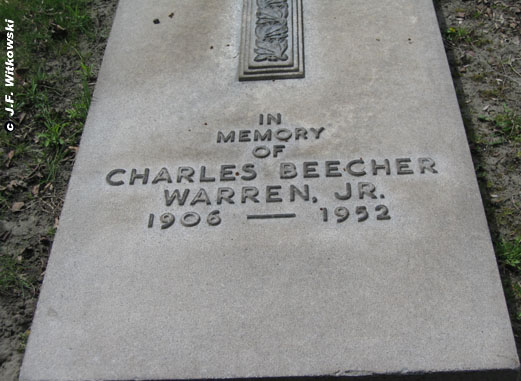 IN
MEMORY
OF
CHARLES BEECHER
WARREN, JR.
1906 — 1952
c J.F. Witkowski